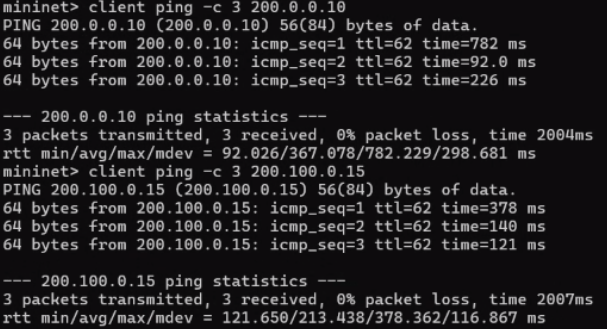 mininet> client ping -c 3 200.0.0.10
PING 200.0.0.10 (200.0.0.10) 56(84) bytes of data.
64 bytes from 200.0.0.10: icmp_seq=1 ttl=62 time=782 ms
64 bytes from 200.0.0.10: icmp_seq=2 ttl=62 time=92.0 ms
64 bytes from 200.0.0.10: icmp_seq=3 ttl=62 time=226 ms

--- 200.0.0.10 ping statistics ---
3 packets transmitted, 3 received, 0% packet loss, time 2004ms
rtt min/avg/max/mdev = 92.026/367.078/782.229/298.681 ms
mininet> client ping -c 3 200.100.0.15
PING 200.100.0.15 (200.100.0.15) 56(84) bytes of data.
64 bytes from 200.100.0.15: icmp_seq=1 ttl=62 time=378 ms
64 bytes from 200.100.0.15: icmp_seq=2 ttl=62 time=140 ms
64 bytes from 200.100.0.15: icmp_seq=3 ttl=62 time=121 ms

--- 200.100.0.15 ping statistics ---
3 packets transmitted, 3 received, 0% packet loss, time 2007ms
rtt min/avg/max/mdev = 121.650/213.438/378.362/116.867 ms